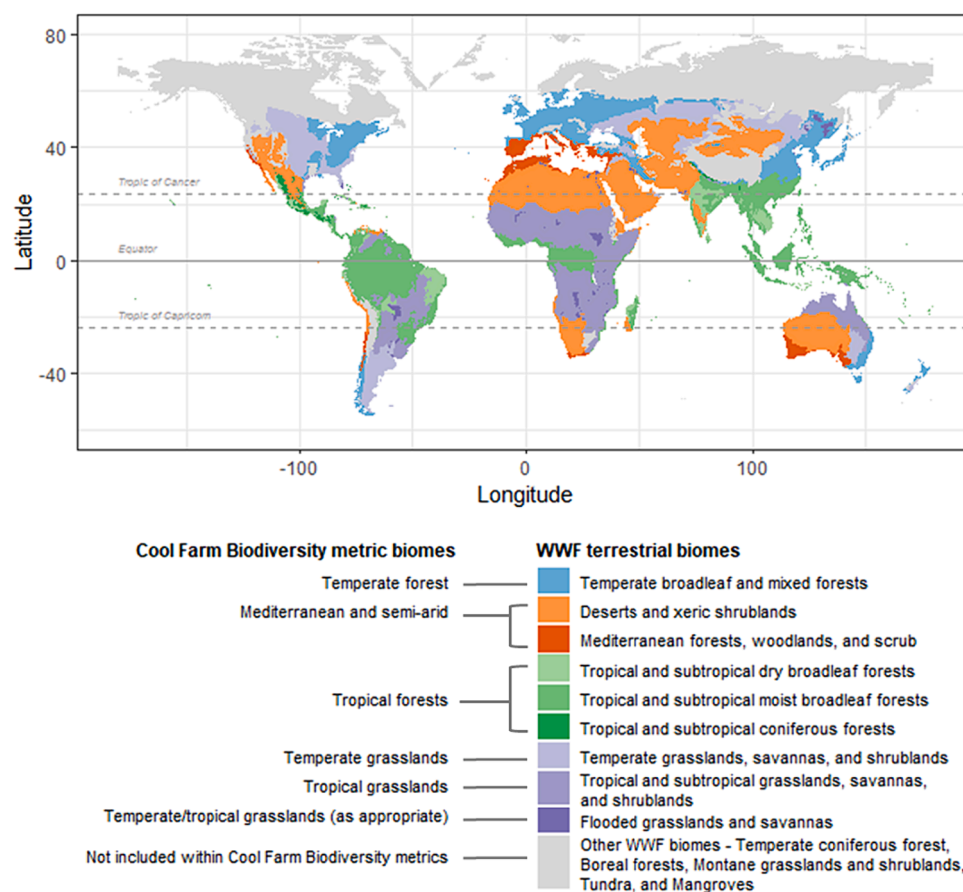 80
40
Tropic of Cancer
Equator
0
Tropic of Capricorn
-40
Latitude
-100
0
100
Longitude
Cool Farm Biodiversity metric biomes
WWF terrestrial biomes
Temperate forest
Temperate broadleaf and mixed forests
Mediterranean and semi-arid
Deserts and xeric shrublands
Mediterranean forests, woodlands, and scrub
Tropical and subtropical dry broadleaf forests
Tropical forests
Tropical and subtropical moist broadleaf forests
Tropical and subtropical coniferous forests
Temperate grasslands
Temperate grasslands, savannas, and shrublands
Tropical grasslands
Tropical and subtropical grasslands, savannas,
and shrublands
Temperate/tropical grasslands (as appropriate)
Flooded grasslands and savannas
Not included within Cool Farm Biodiversity metrics
Other WWF biomes - Temperate coniferous forest,
Boreal forests, Montane grasslands and shrublands,
Tundra, and Mangroves